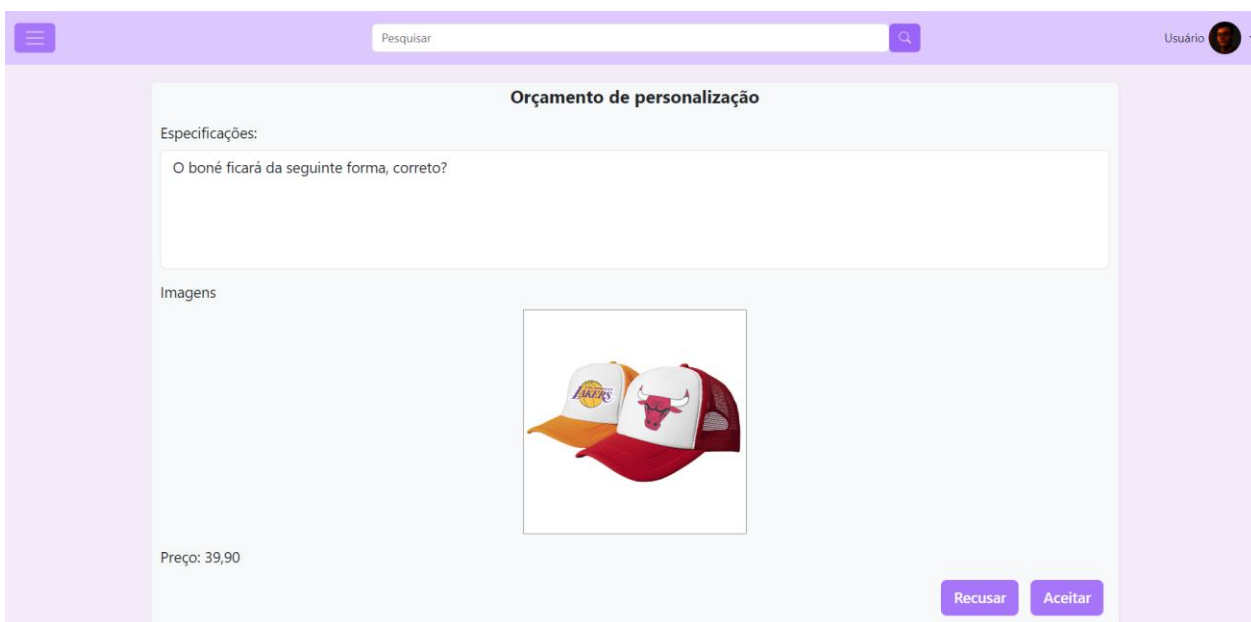 Pesquisar
Usuário
Orçamento de personalização
Especificações:
O boné ficará da seguinte forma, correto?
Imagens
LAKERS
Preço: 39,90
Recusar
Aceitar